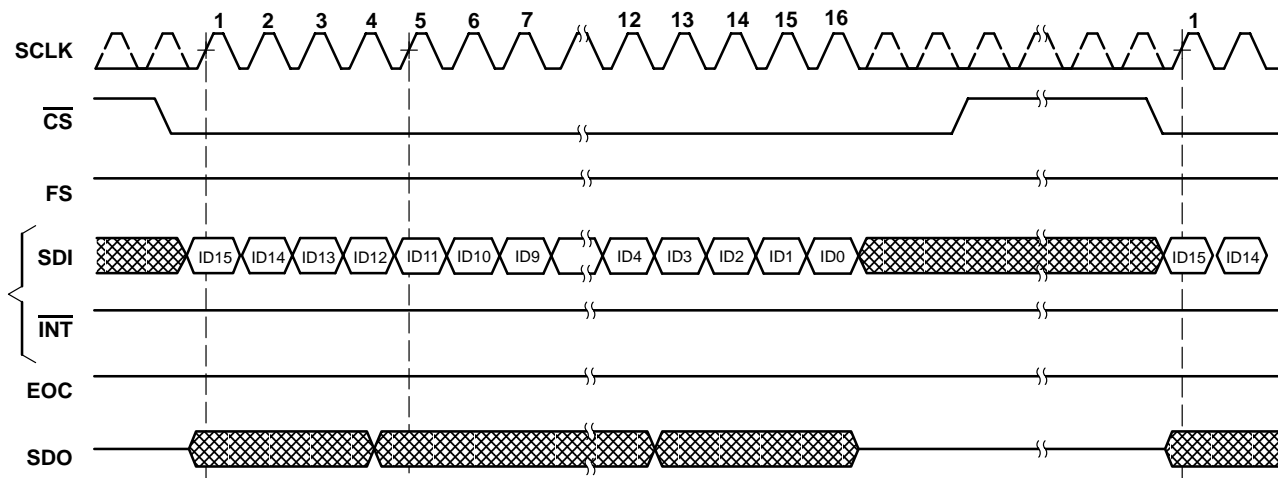 1 2 3 4 5 6 7 12 13 14 15 16 1
SCLK
CS
FS
SDI ID15 ID14 ID13 ID12 ID11 ID10 ID9 ID4 ID3 ID2 ID1 ID0 ID15 ID14
INT
EOC
SDO